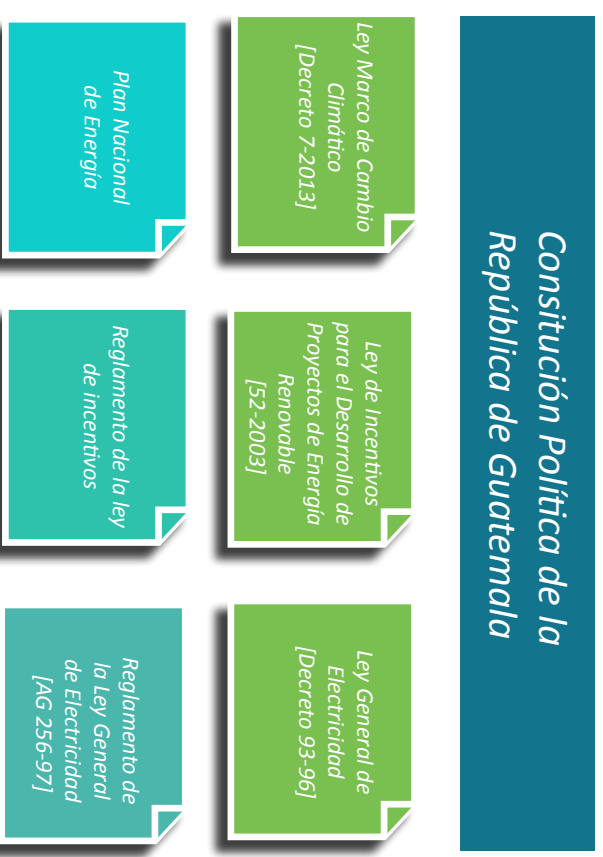 Consitución Política de la
República de Guatemala
Ley Marco de Cambio
Climático
[Decreto 7-2013]
Ley de Incentivos
para el Desarrollo de
Proyectos de Energía
Renovable
[52-2003]
Ley General de
Electricidad
[Decreto 93-96]
Plan Nacional
de Energía
Reglamento de la ley
de incentivos
Reglamento de
la Ley General
de Electricidad
[AG 256-97]